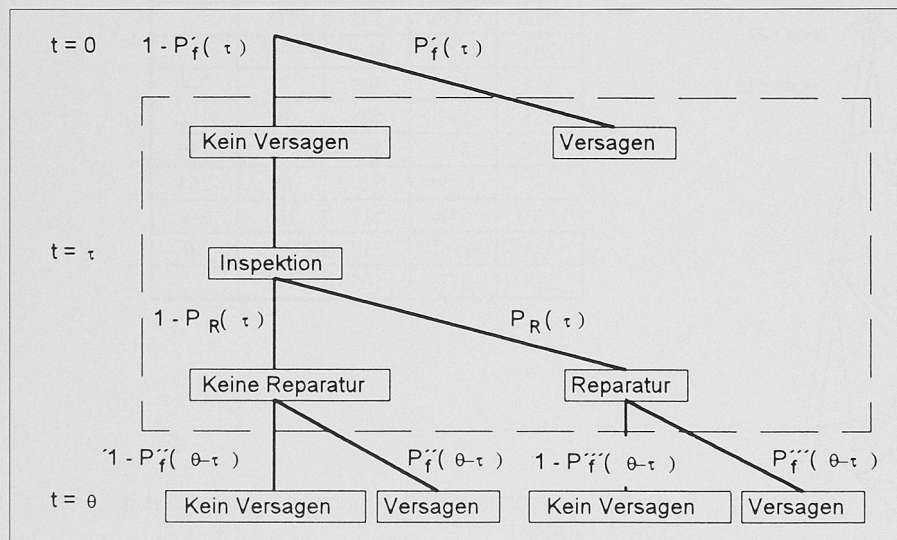 t = 0 1 - P´f( τ ) P´f( τ )
Kein Versagen Versagen
t = τ
Inspektion
1 - P R( τ ) P R( τ )
Keine Reparatur Reparatur
´1 - P´´f( θ-τ ) P´´f( θ-τ ) 1 - P´´´f( θ-τ ) P´´´f( θ-τ )
t = θ Kein Versagen Versagen Kein Versagen Versagen